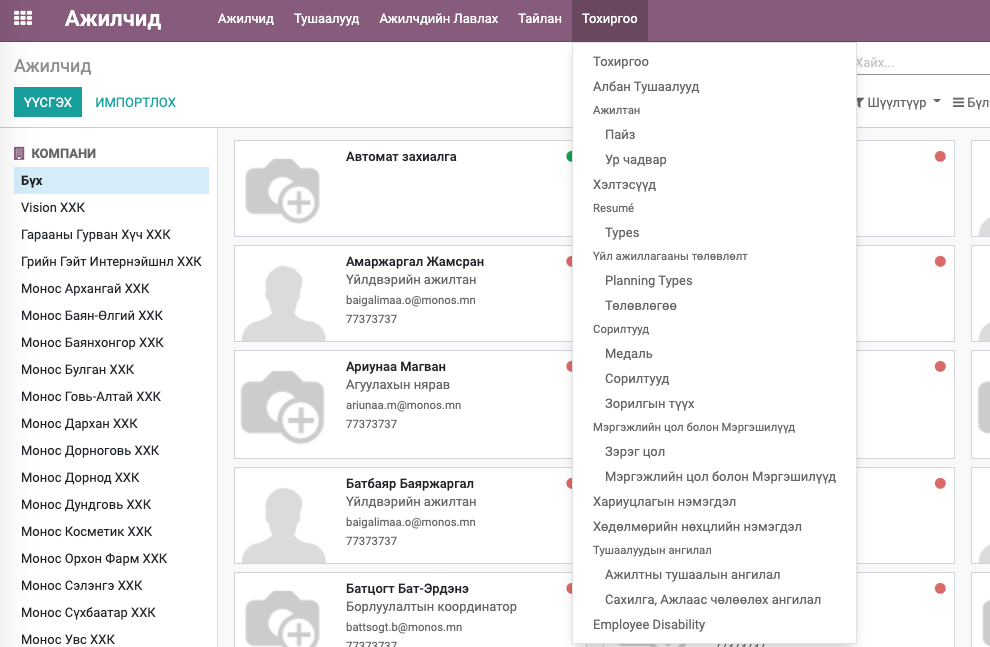 Ажилчид
Ажилчид
Тушаалууд
Ажилчдийн Лавлах
Тайлан
Тохиргоо
Ажилчид
Хайх...
ҮҮСГЭХ
ИМПОРТЛОХ
Шүүлтүүр
КОМПАНИ
Бүх
Vision ХХК
Гарааны Гурван Хүч ХХК
Грийн Гэйт Интернэйшнл ХХК
Монос Архангай ХХК
Монос Баян-Өлгий ХХК
Монос Баянхонгор ХХК
Монос Булган ХХК
Монос Говь-Алтай ХХК
Монос Дархан ХХК
Монос Дорноговь ХХК
Монос Дорнод ХХК
Монос Дундговь ХХК
Монос Косметик ХХК
Монос Орхон Фарм ХХК
Монос Сэлэнгэ ХХК
Монос Сүхбаатар ХХК
Монос Увс ХХК
Автомат захиалга
Амаржаргал Жамсран
Үйлдвэрийн ажилтан
baigalimaa.o@monos.mn
77373737
Ариунаа Магван
Агуулахын нярав
ariunaa.m@monos.mn
77373737
Батбаяр Баяржаргал
Үйлдвэрийн ажилтан
baigalimaa.o@monos.mn
77373737
Батцогт Бат-Эрдэнэ
Борлуулалтын координатор
battsogt.b@monos.mn
77373737
Тохиргоо
Албан Тушаалууд
Ажилтан
Пайз
Ур чадвар
Хэлтэсүүд
Resumé
Types
Үйл ажиллагааны төлөвлөлт
Planning Types
Төлөвлөгөө
Сорилтууд
Медаль
Сорилтууд
Зорилгын түүх
Мэргэжлийн цол болон Мэргэшилүүд
Зэрэг цол
Мэргэжлийн цол болон Мэргэшилүүд
Хариуцлагын нэмэгдэл
Хөдөлмөрийн нөхцлийн нэмэгдэл
Тушаалуудын ангилал
Ажилтны тушаалын ангилал
Сахилга, Ажлаас чөлөөлөх ангилал
Employee Disability